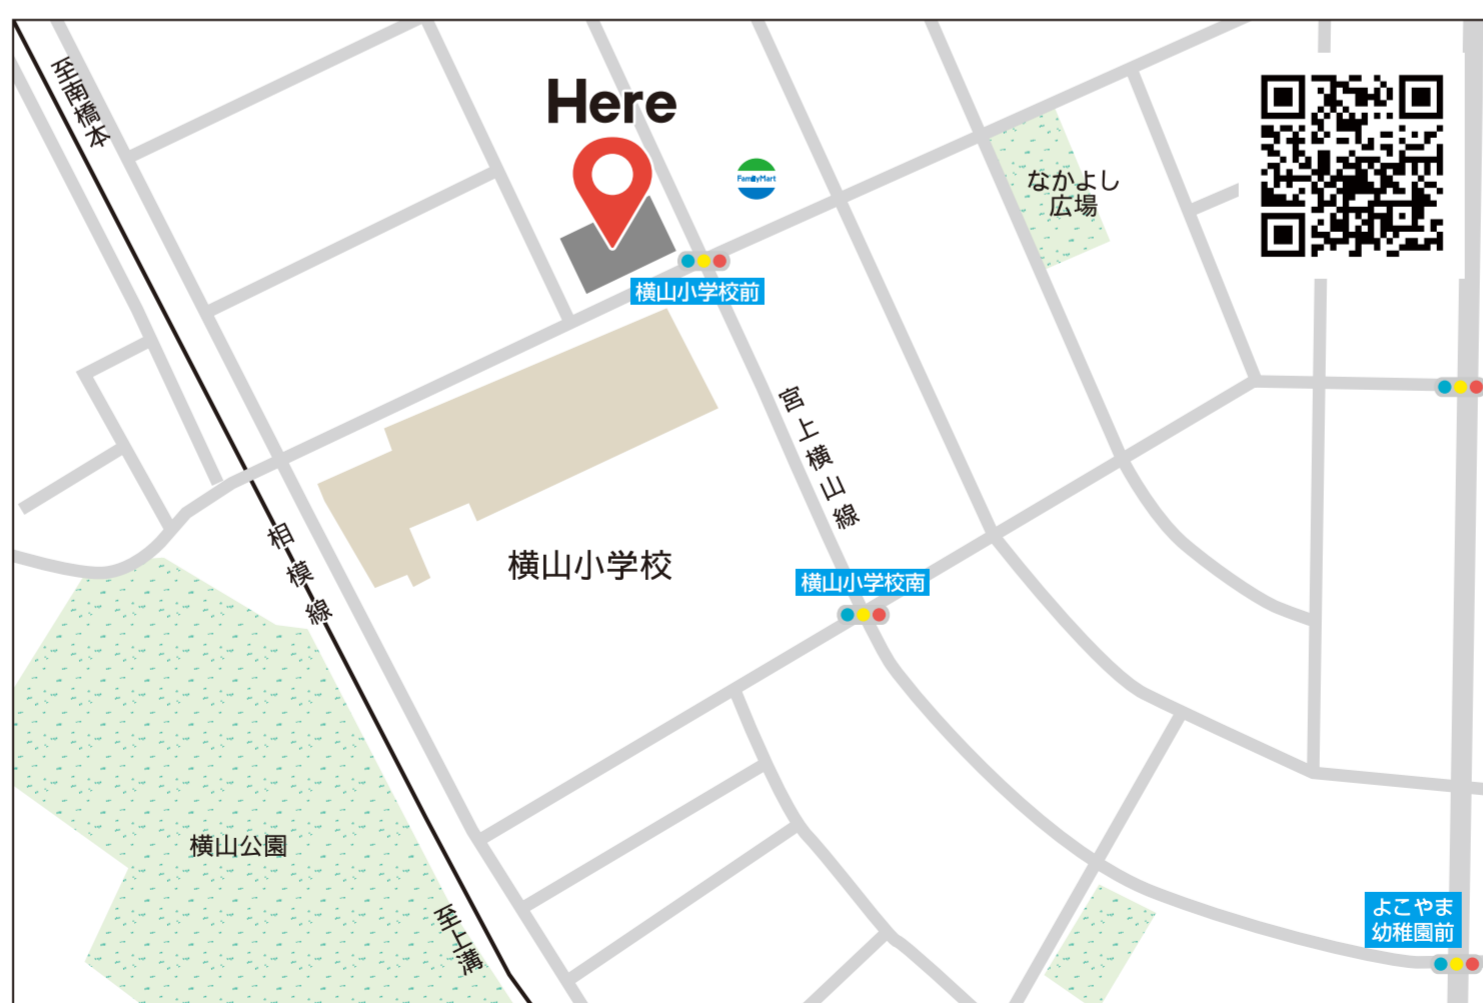 至南橋本
Here
FamilyMart
なかよし
広場
横山小学校前
宮上横山線
相模線
横山小学校
横山小学校南
横山公園
至上溝
よこやま
幼稚園前